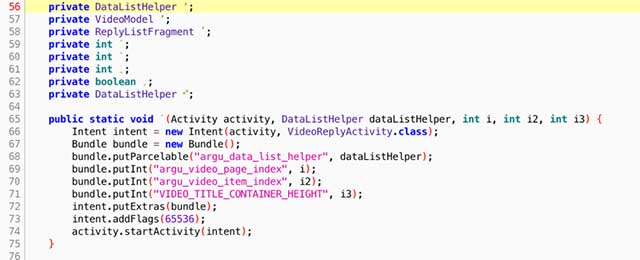 56 private DataListHelper ;
57 private VideoModel ;
58 private ReplyListFragment ;
59 private int ;
60 private int ;
61 private int ;
62 private boolean ;
63 private DataListHelper ;
64
65 public static void (Activity activity, DataListHelper dataListHelper, int i, int i2, int i3) {
66 Intent intent = new Intent(activity, VideoReplyActivity.class);
67 Bundle bundle = new Bundle();
68 bundle.putParcelable("argu_data_list_helper", dataListHelper);
69 bundle.putInt("argu_video_page_index", i);
70 bundle.putInt("argu_video_item_index", i2);
71 bundle.putInt("VIDEO_TITLE_CONTAINER_HEIGHT", i3);
72 intent.putExtras(bundle);
73 intent.addFlags(65536);
74 activity.startActivity(intent);
75 }
76